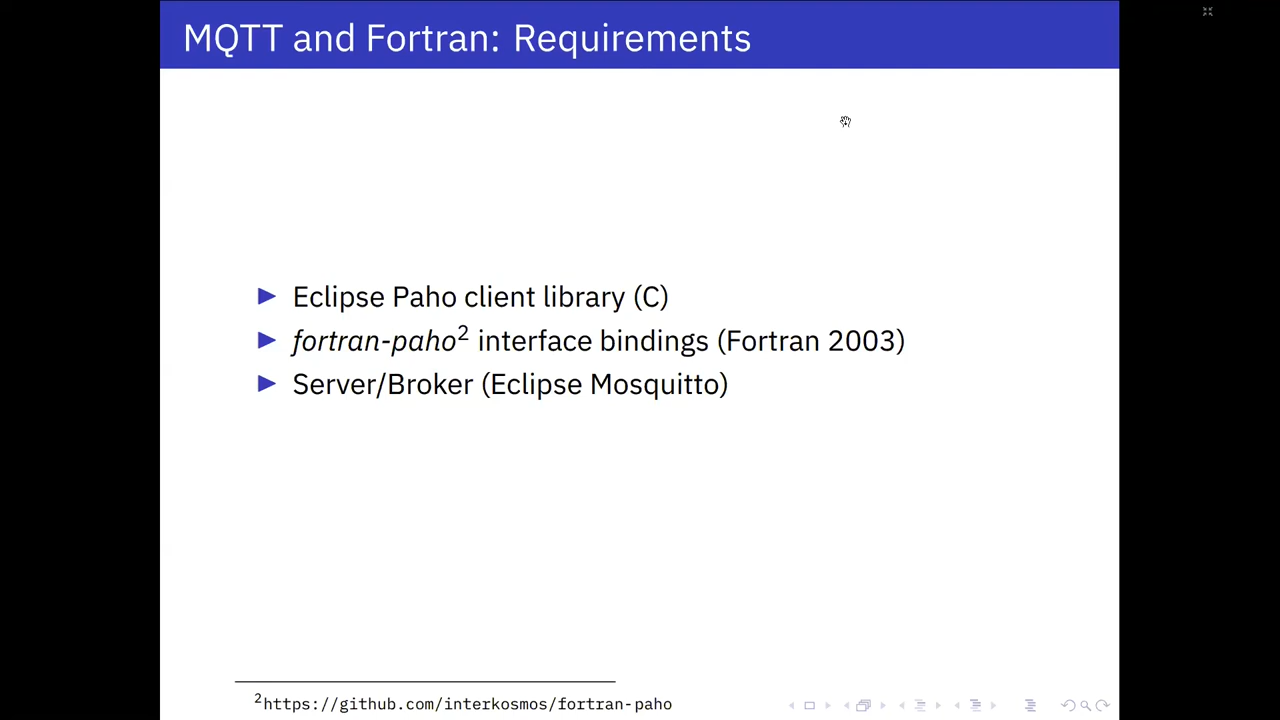 MQTT and Fortran: Requirements
▶ Eclipse Paho client library (C)
▶ fortran-paho² interface bindings (Fortran 2003)
▶ Server/Broker (Eclipse Mosquitto)
²https://github.com/interkosmos/fortran-paho